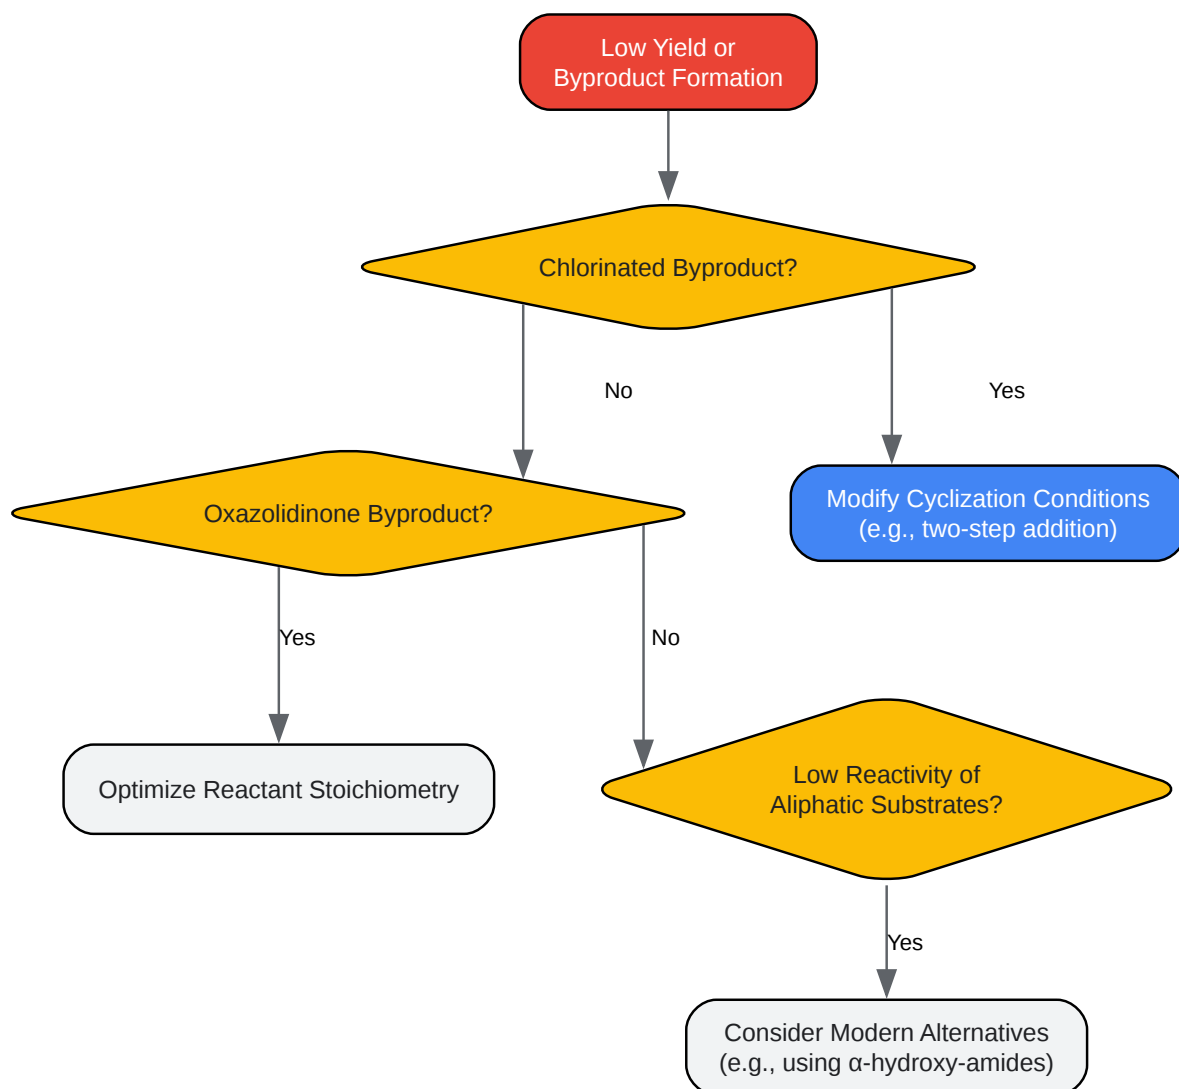 Low Yield or
Byproduct Formation
Chlorinated Byproduct?
No
Yes
Oxazolidinone Byproduct?
Modify Cyclization Conditions
(e.g., two-step addition)
Yes
No
Optimize Reactant Stoichiometry
Low Reactivity of
Aliphatic Substrates?
Yes
Consider Modern Alternatives
(e.g., using α-hydroxy-amides)